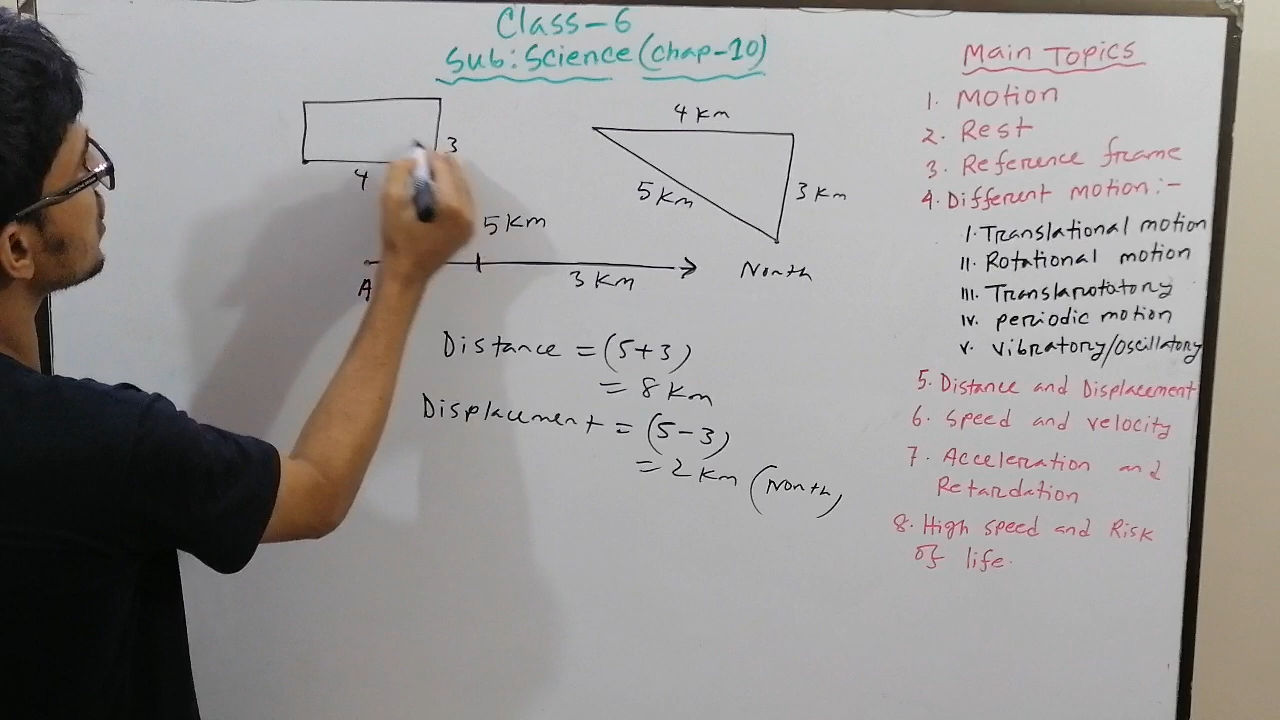 Class-6
Sub: Science (chap-10)
3
4
4 Km
5 Km
3 Km
5 Km
A
3 Km
North
Distance = (5+3)
= 8 Km
Displacement = (5-3)
= 2 Km (North)
Main Topics
1. Motion
2. Rest
3. Reference frame
4. Different motion:-
I. Translational motion
II. Rotational motion
III. Translarotatory
IV. periodic motion
V. vibratory/oscillatory
5. Distance and Displacement
6. Speed and velocity
7. Acceleration and
Retardation
8. High speed and Risk
of life.